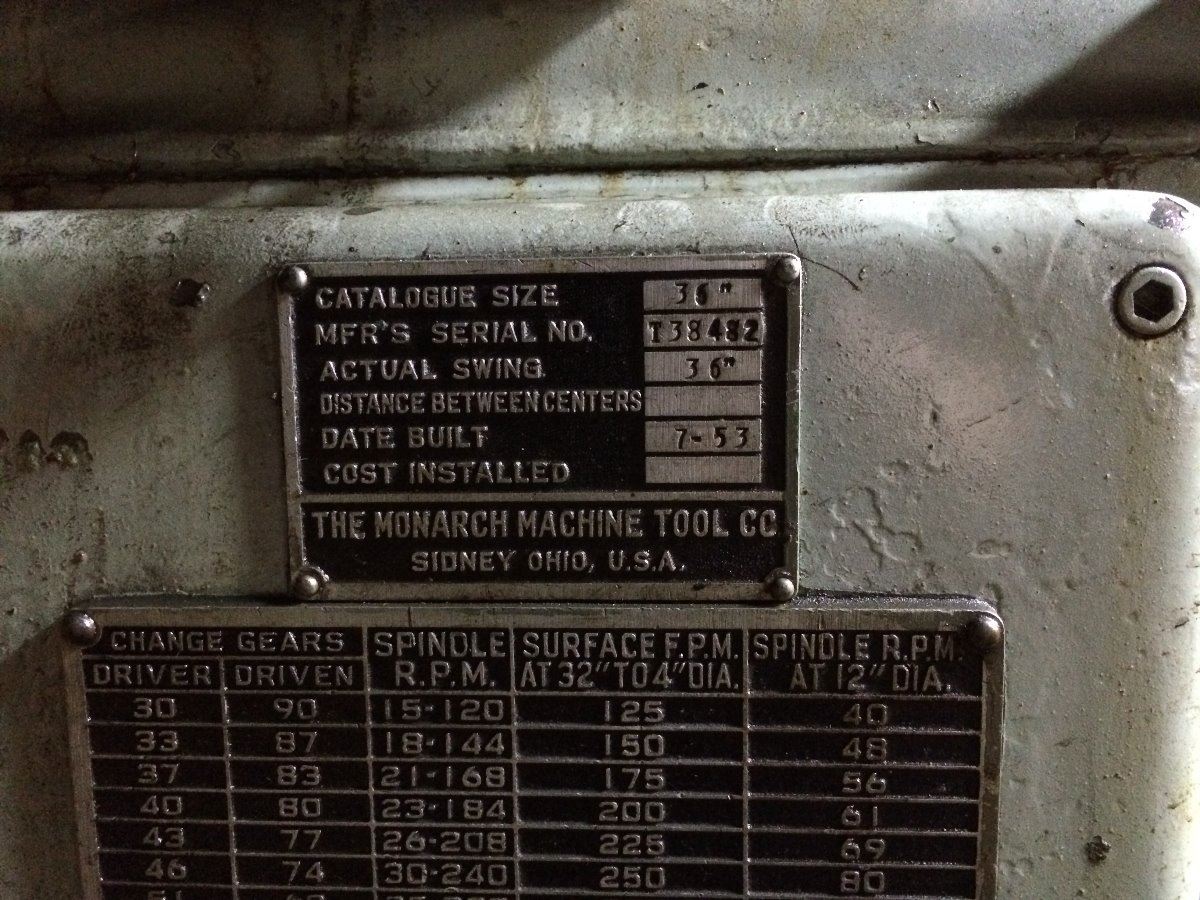 CATALOGUE SIZE 36"
MFR'S SERIAL NO. T38482
ACTUAL SWING 36"
DISTANCE BETWEEN CENTERS
DATE BUILT 7-53
COST INSTALLED
THE MONARCH MACHINE TOOL CO
SIDNEY OHIO, U.S.A.
CHANGE GEARS SPINDLE SURFACE F.P.M. SPINDLE R.P.M.
DRIVER DRIVEN R.P.M. AT 32" TO 4" DIA. AT 12" DIA.
30 90 15-120 125 40
33 87 18-144 150 48
37 83 21-168 175 56
40 80 23-184 200 61
43 77 26-208 225 69
46 74 30-240 250 80